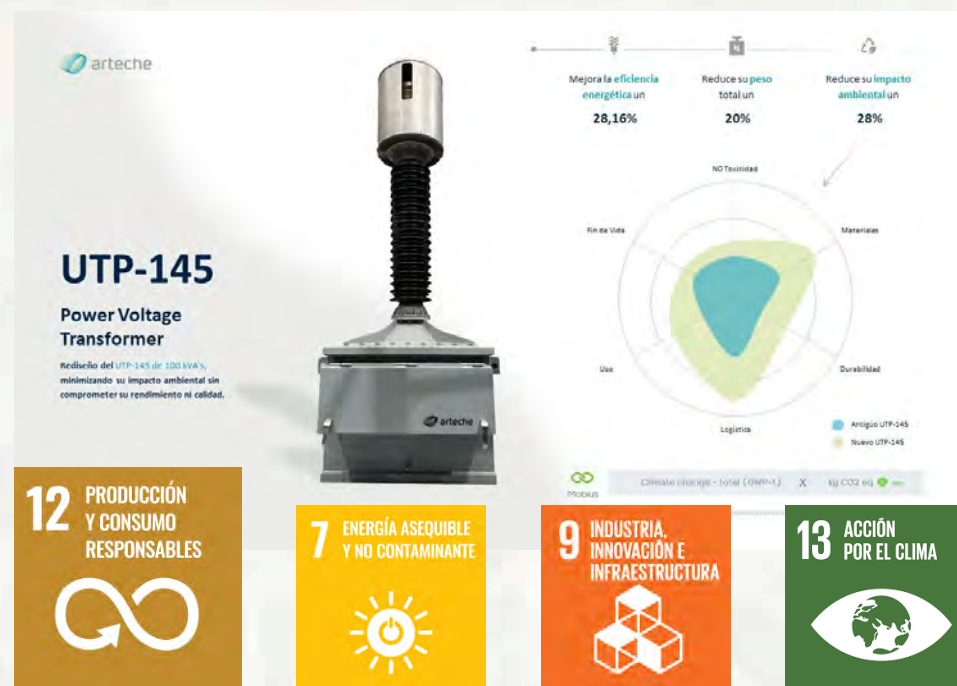 arteche
Mejora la eficiencia
energética un
28,16%
Reduce su peso
total un
20%
Reduce su impacto
ambiental un
28%
UTP-145
Power Voltage
Transformer
Rediseño del UTP-145 de 100 kVA's,
minimizando su impacto ambiental sin
comprometer su rendimiento ni calidad.
arteche
NO Toxicidad
Materiales
Durabilidad
Logística
Uso
Fin de Vida
Antigüo UTP-145
Nuevo UTP-145
Mobius
Climate change - total (GWP-t) X kg CO2 eq
12 PRODUCCIÓN
Y CONSUMO
RESPONSABLES
7 ENERGÍA ASEQUIBLE
Y NO CONTAMINANTE
9 INDUSTRIA,
INNOVACIÓN E
INFRAESTRUCTURA
13 ACCIÓN
POR EL CLIMA